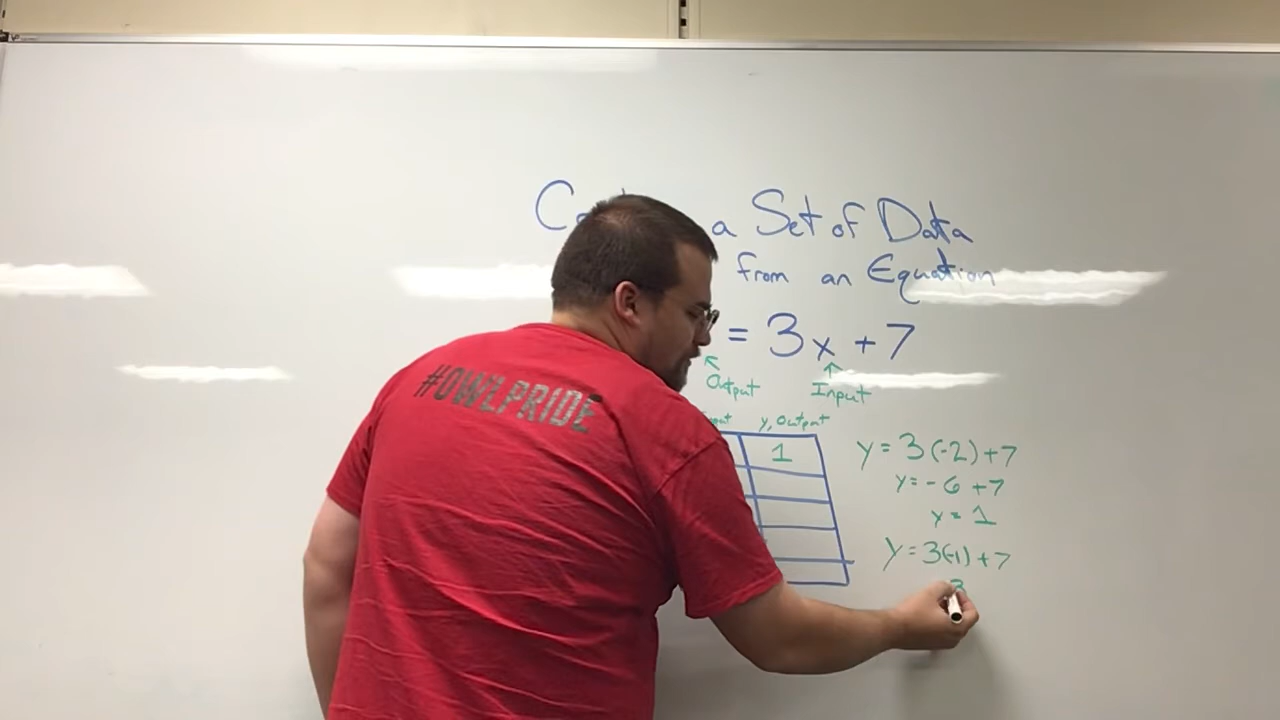 a Set of Data
from an Equation
= 3x + 7
Output
Input
y, Output
1
y = 3(-2)+7
y = -6 +7
y = 1
y = 3(-1) + 7
#OWLPRIDE